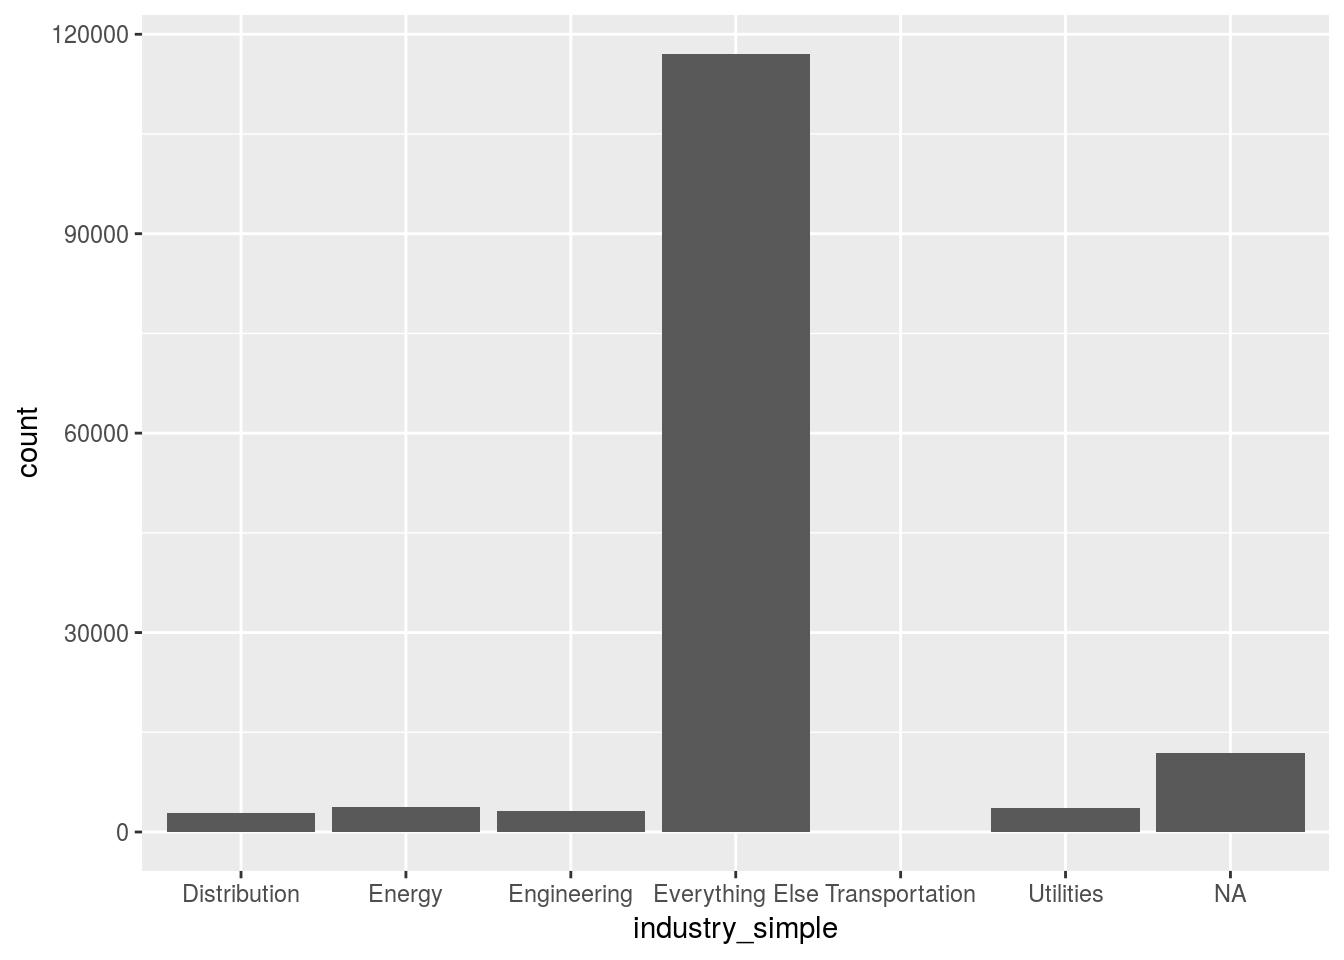 120000
90000
60000
30000
0
count
Distribution Energy Engineering Everything Else Transportation Utilities NA
industry_simple